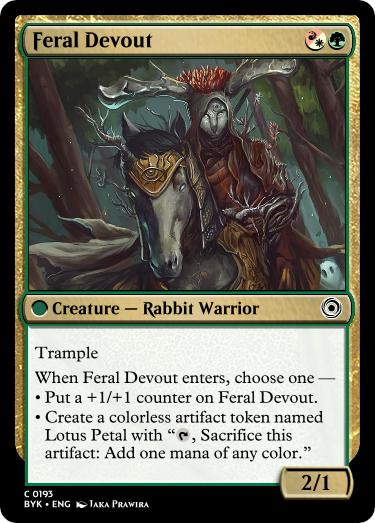 Feral Devout
Creature — Rabbit Warrior
Trample
When Feral Devout enters, choose one —
• Put a +1/+1 counter on Feral Devout.
• Create a colorless artifact token named
Lotus Petal with “, Sacrifice this
artifact: Add one mana of any color.”
2/1
C 0193
BYK • ENG Jaka Prawira